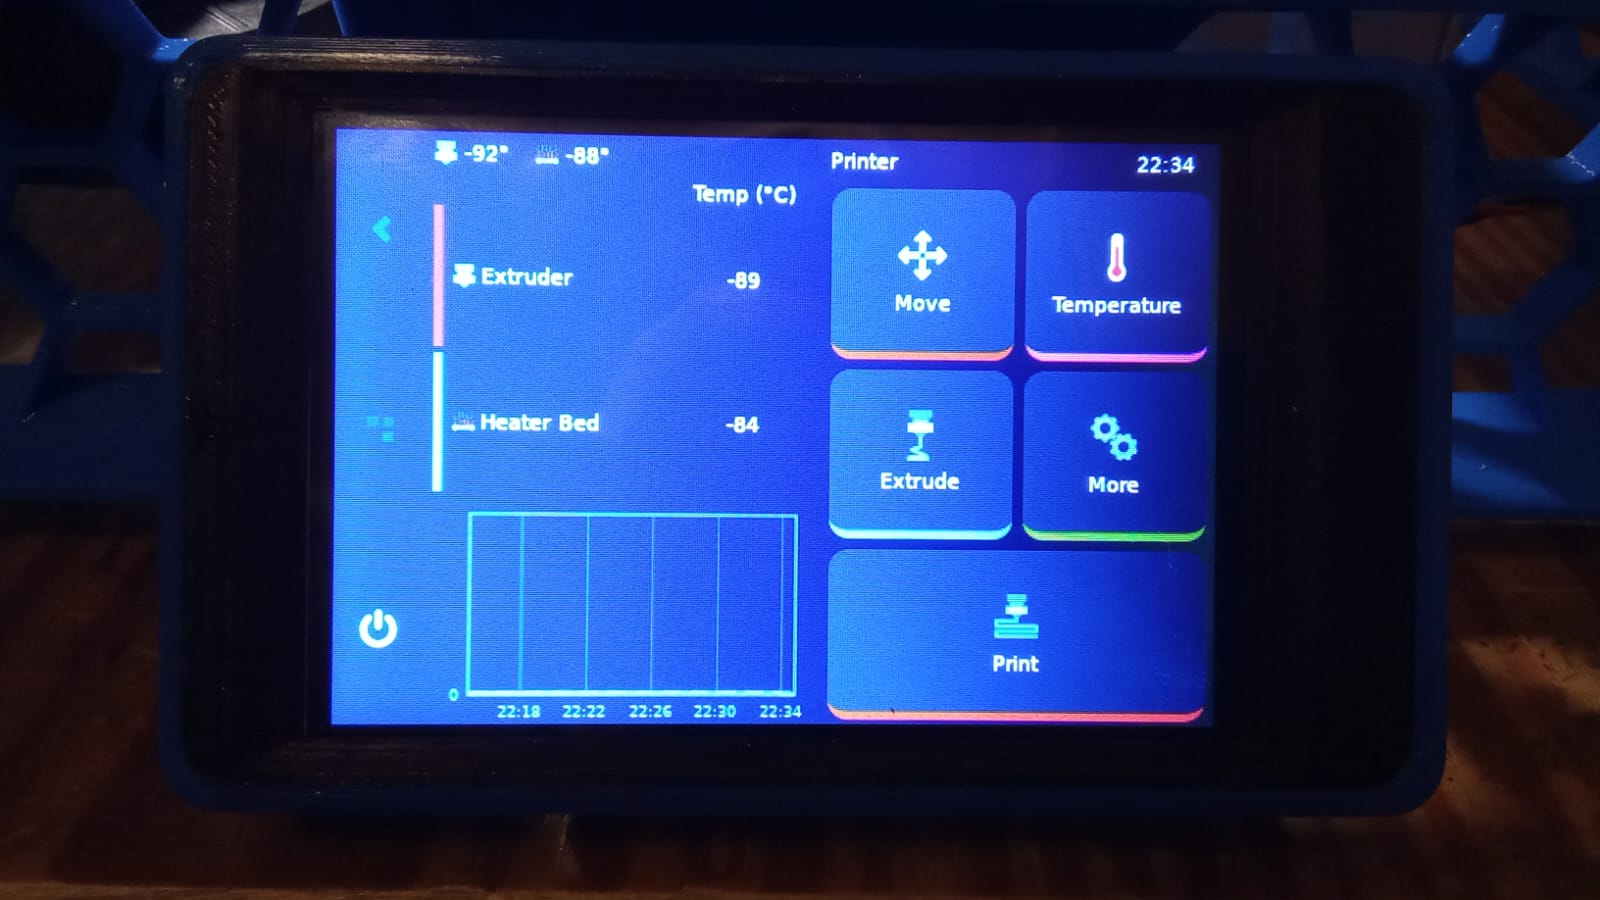 -92° -88°
Temp (°C)
Extruder -89
Heater Bed -84
0
22:18 22:22 22:26 22:30 22:34
Printer 22:34
Move
Temperature
Extrude
More
Print